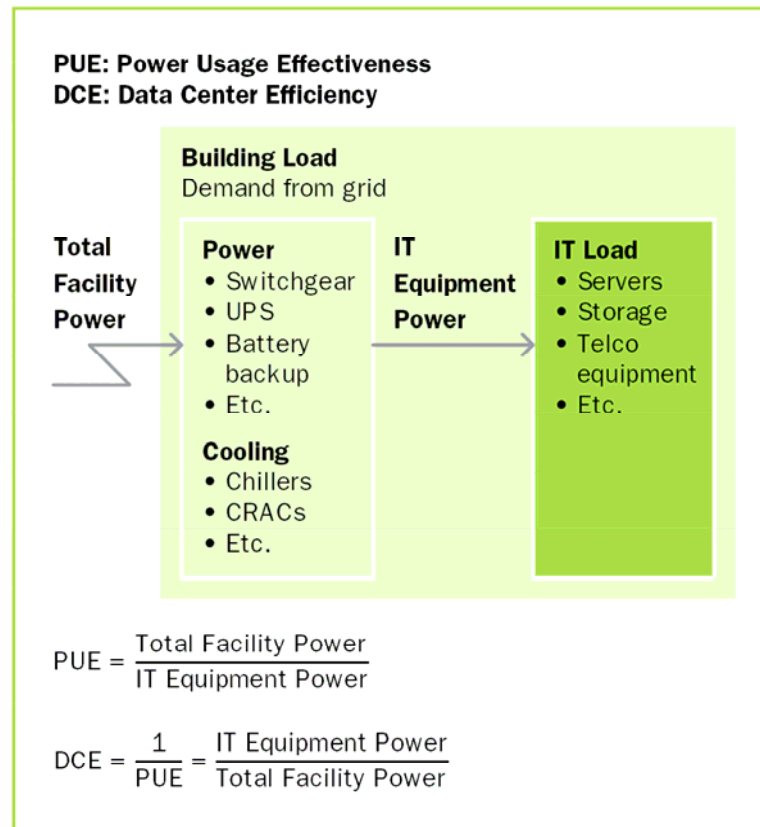 PUE: Power Usage Effectiveness
DCE: Data Center Efficiency
Building Load
Demand from grid
Total
Facility
Power
Power
• Switchgear
• UPS
• Battery
backup
• Etc.
Cooling
• Chillers
• CRACs
• Etc.
IT
Equipment
Power
IT Load
• Servers
• Storage
• Telco
equipment
• Etc.
PUE = Total Facility Power / IT Equipment Power
DCE = 1 / PUE = IT Equipment Power / Total Facility Power